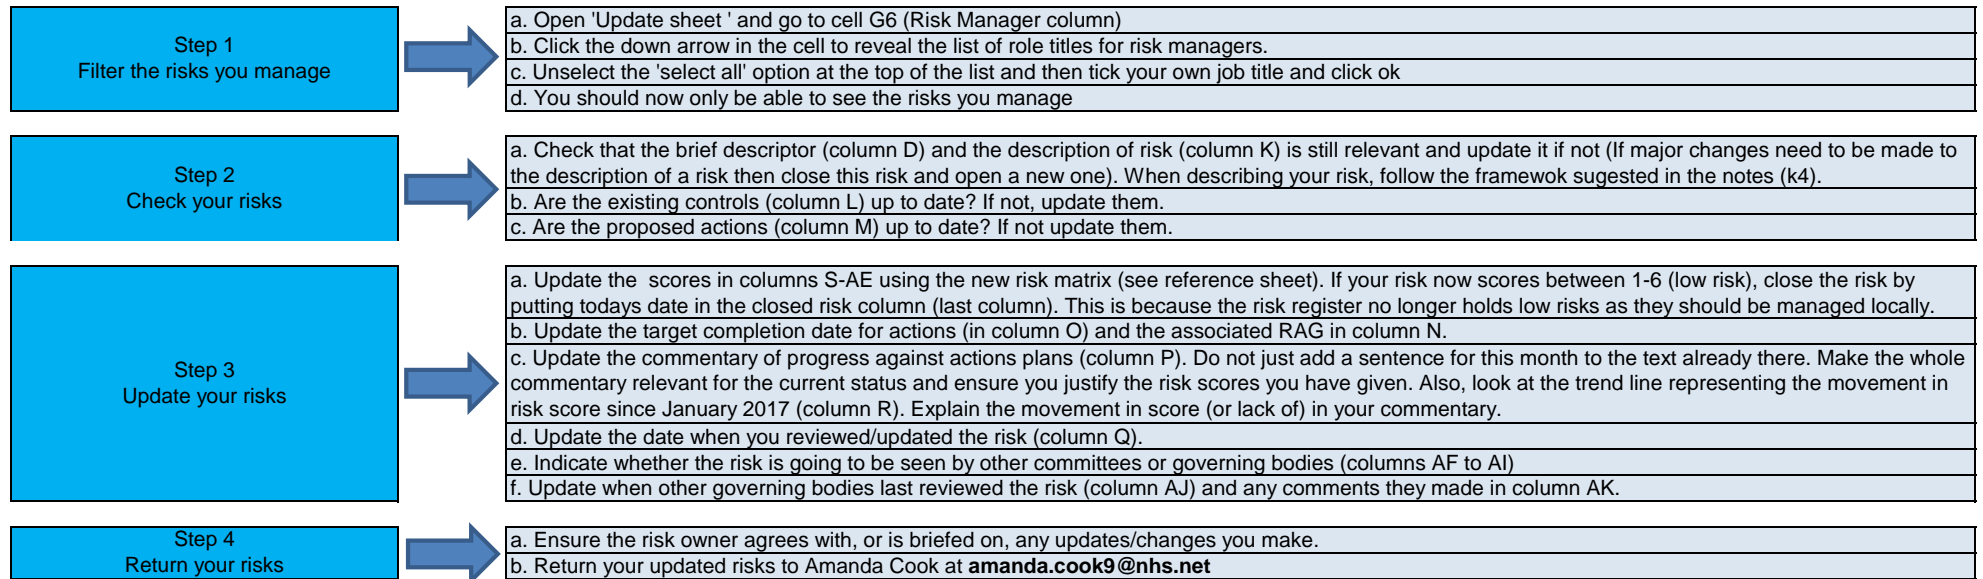 Step 1
Filter the risks you manage
a. Open 'Update sheet ' and go to cell G6 (Risk Manager column)
b. Click the down arrow in the cell to reveal the list of role titles for risk managers.
c. Unselect the 'select all' option at the top of the list and then tick your own job title and click ok
d. You should now only be able to see the risks you manage
Step 2
Check your risks
a. Check that the brief descriptor (column D) and the description of risk (column K) is still relevant and update it if not (If major changes need to be made to
the description of a risk then close this risk and open a new one). When describing your risk, follow the framewok sugested in the notes (k4).
b. Are the existing controls (column L) up to date? If not, update them.
c. Are the proposed actions (column M) up to date? If not update them.
Step 3
Update your risks
a. Update the  scores in columns S-AE using the new risk matrix (see reference sheet). If your risk now scores between 1-6 (low risk), close the risk by
putting todays date in the closed risk column (last column). This is because the risk register no longer holds low risks as they should be managed locally.
b. Update the target completion date for actions (in column O) and the associated RAG in column N.
c. Update the commentary of progress against actions plans (column P). Do not just add a sentence for this month to the text already there. Make the whole
commentary relevant for the current status and ensure you justify the risk scores you have given. Also, look at the trend line representing the movement in
risk score since January 2017 (column R). Explain the movement in score (or lack of) in your commentary.
d. Update the date when you reviewed/updated the risk (column Q).
e. Indicate whether the risk is going to be seen by other committees or governing bodies (columns AF to AI)
f. Update when other governing bodies last reviewed the risk (column AJ) and any comments they made in column AK.
Step 4
Return your risks
a. Ensure the risk owner agrees with, or is briefed on, any updates/changes you make.
b. Return your updated risks to Amanda Cook at amanda.cook9@nhs.net